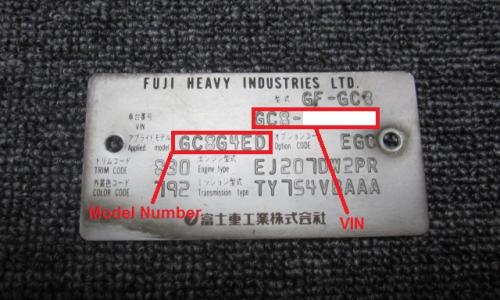 FUJI HEAVY INDUSTRIES LTD.
型式 GF-GC8
車台番号 VIN GC8-
アプライドモデル Applied model GC8G4ED オプションコード Option CODE EGC
トリムコード TRIM CODE 830 エンジン型式 Engine type EJ207DW2PR
外装色コード COLOR CODE 792 ミッション型式 Transmission type TY754VBAAA
Model Number
富士重工業株式会社
VIN